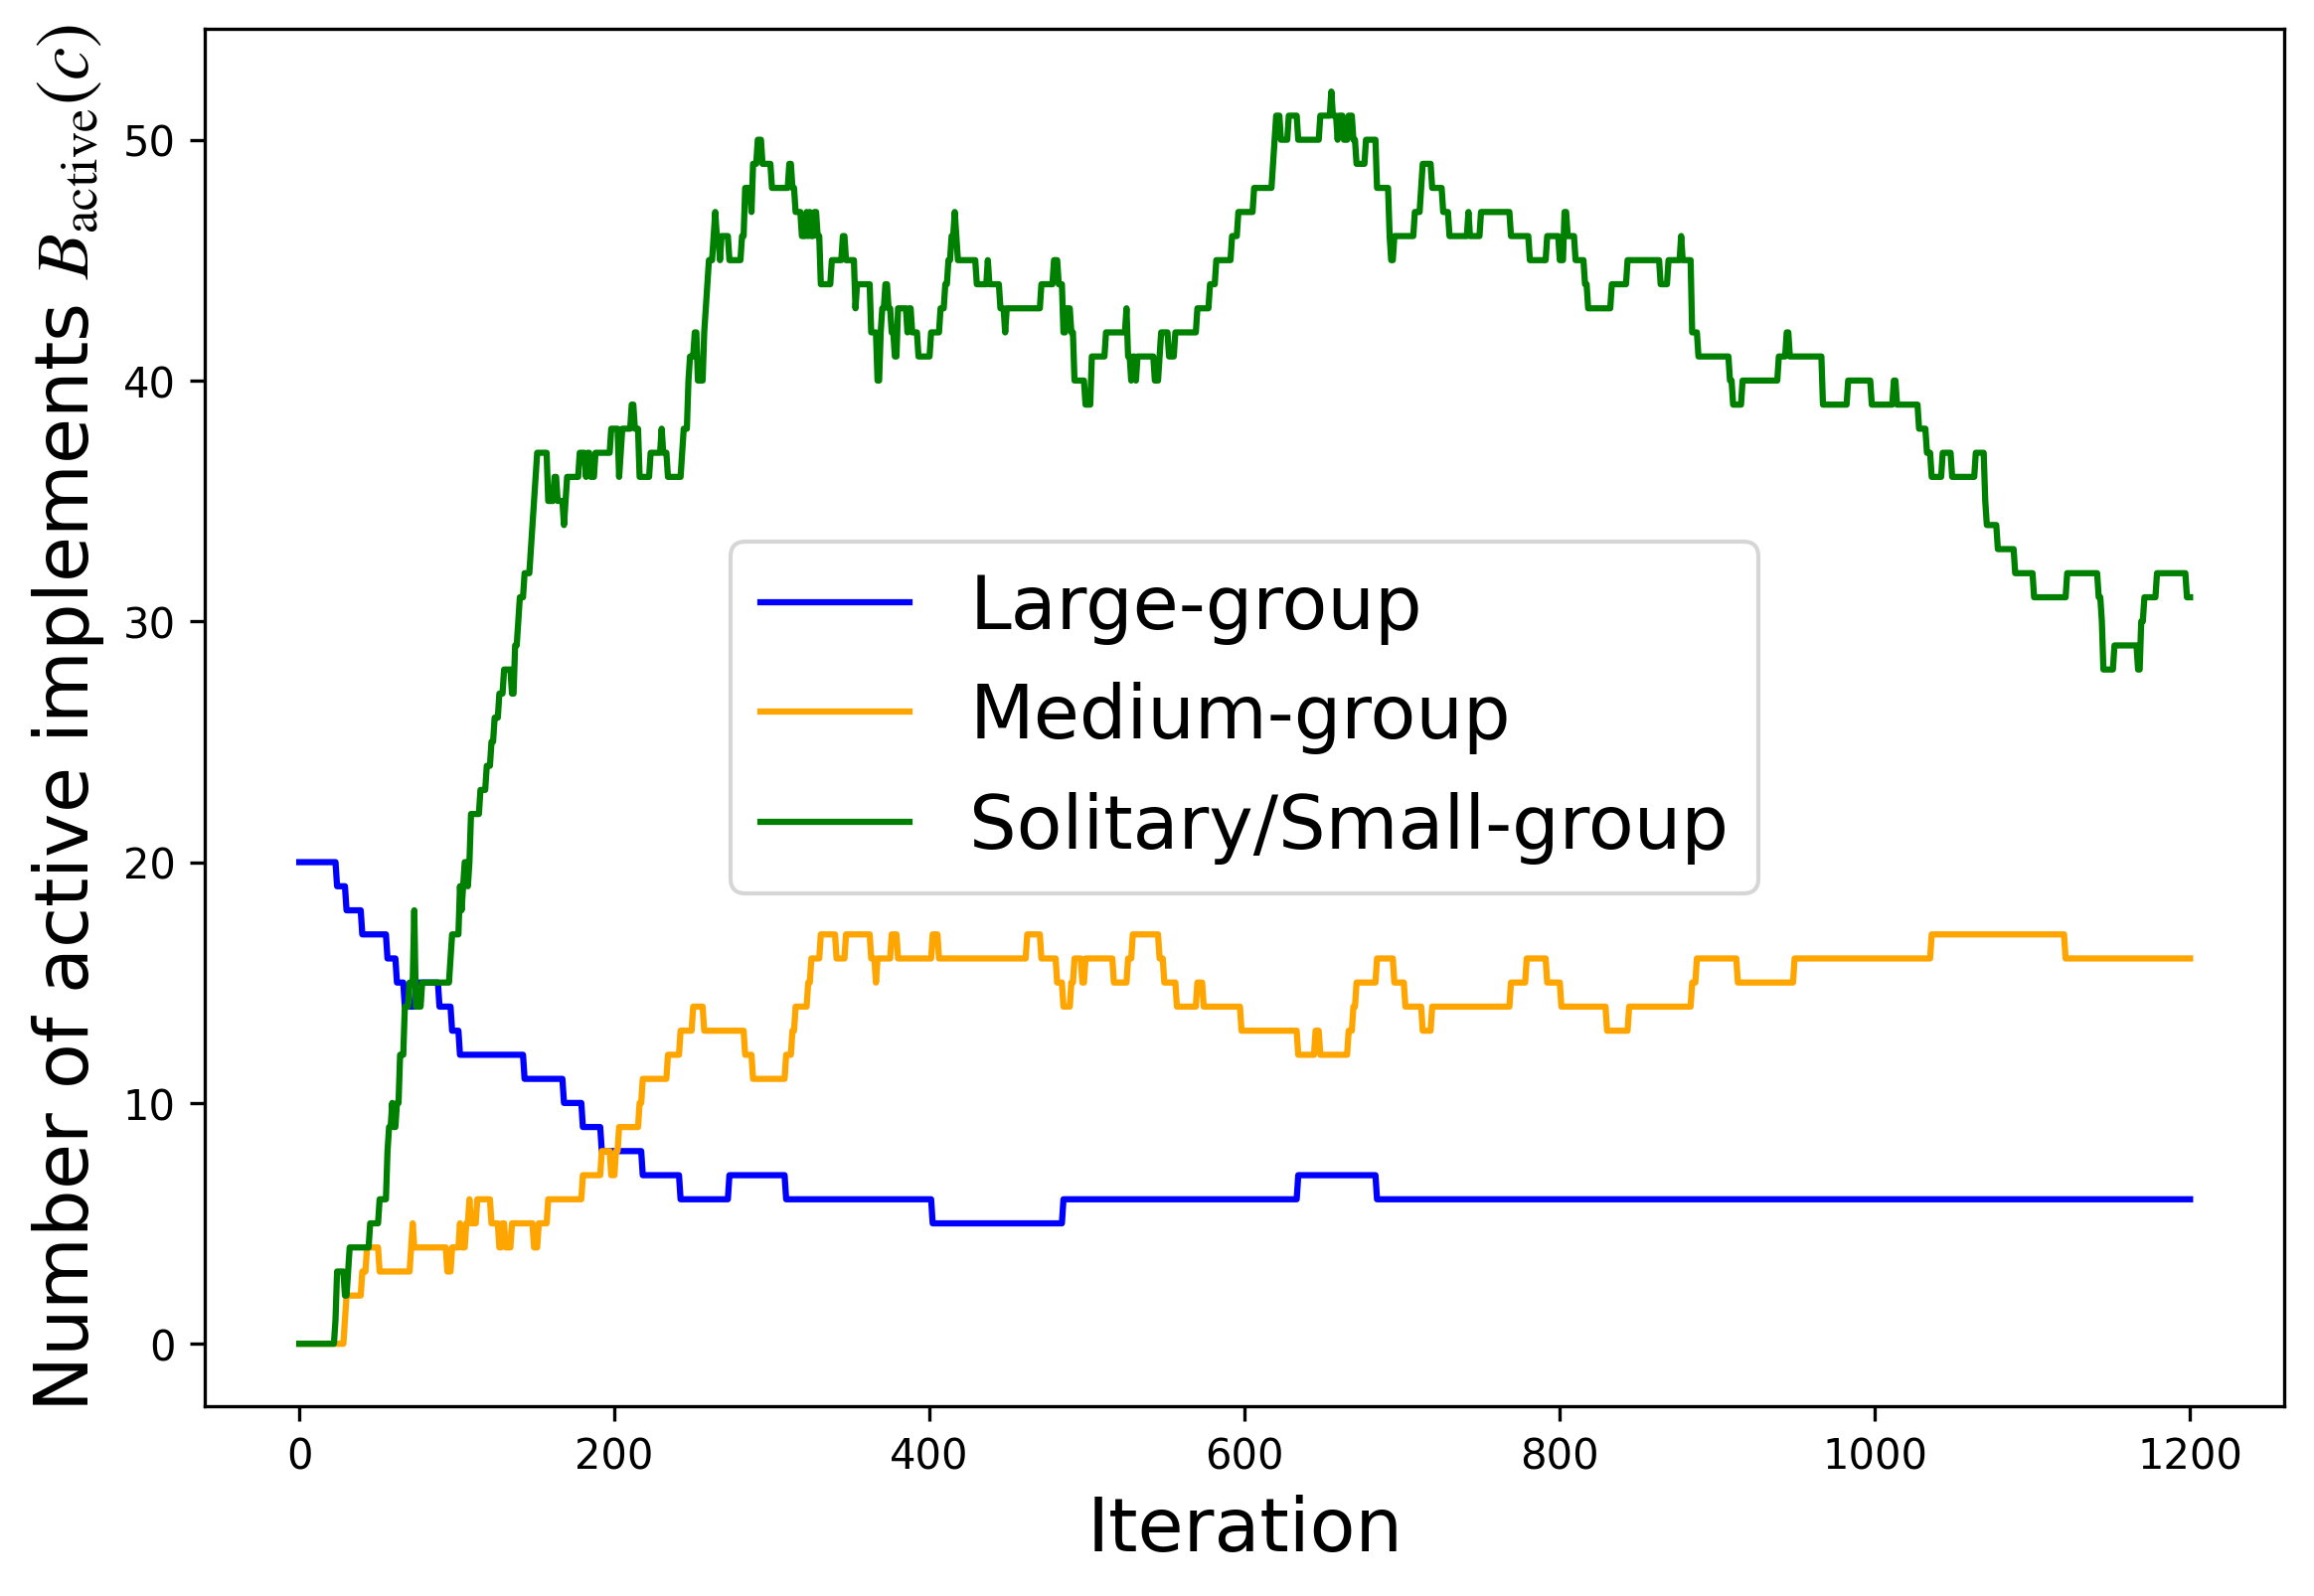 Number of active implements B_active(c)
50
40
30
20
10
0
Large-group
Medium-group
Solitary/Small-group
0 200 400 600 800 1000 1200
Iteration